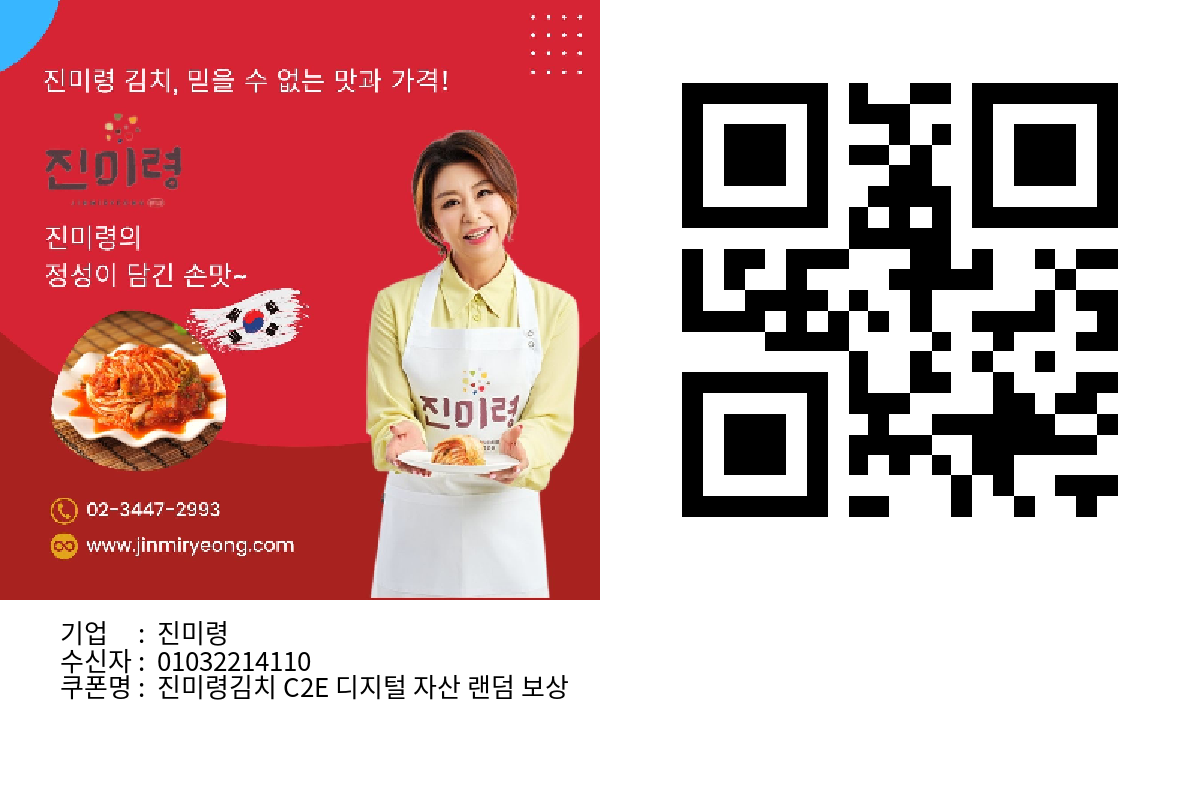 진미령 김치, 믿을 수 없는 맛과 가격!
진미령
진미령의
정성이 담긴 손맛~
진미령
02-3447-2993
www.jinmiryeong.com
기업 : 진미령
수신자 : 01032214110
쿠폰명 : 진미령김치 C2E 디지털 자산 랜덤 보상